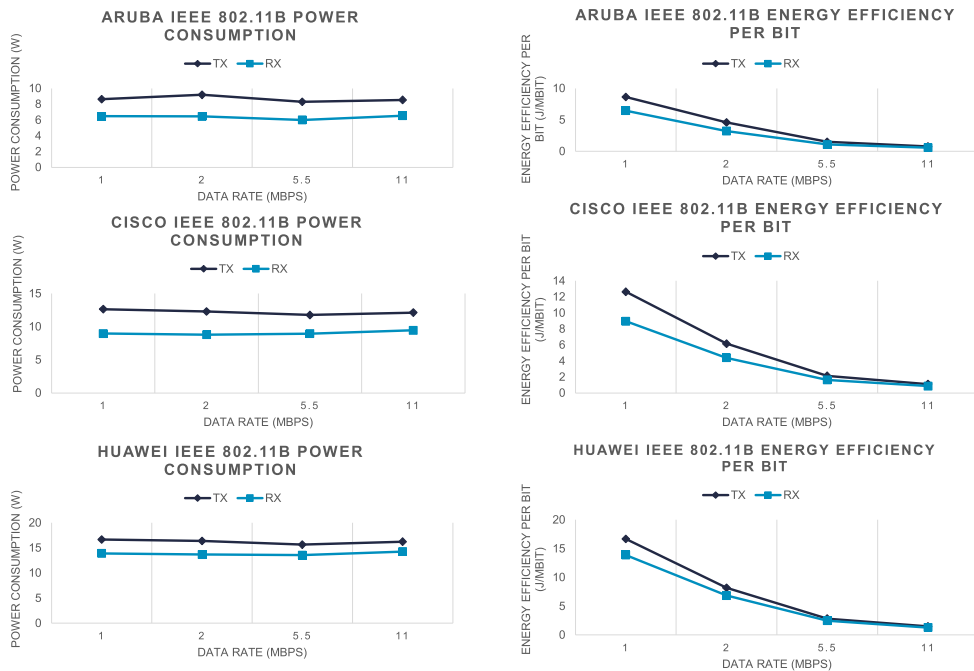 ARUBA IEEE 802.11B POWER
CONSUMPTION
TX RX
POWER CONSUMPTION (W)
10
8
6
4
2
0
1 2 5.5 11
DATA RATE (MBPS)
ARUBA IEEE 802.11B ENERGY EFFICIENCY
PER BIT
TX RX
ENERGY EFFICIENCY PER
BIT (J/MBIT)
10
5
0
1 2 5.5 11
DATA RATE (MBPS)
CISCO IEEE 802.11B POWER
CONSUMPTION
TX RX
POWER CONSUMPTION (W)
15
10
5
0
1 2 5.5 11
DATA RATE (MBPS)
CISCO IEEE 802.11B ENERGY EFFICIENCY
PER BIT
TX RX
ENERGY EFFICIENCY PER BIT
(J/MBIT)
14
12
10
8
6
4
2
0
1 2 5.5 11
DATA RATE (MBPS)
HUAWEI IEEE 802.11B POWER
CONSUMPTION
TX RX
POWER CONSUMPTION (W)
20
15
10
5
0
1 2 5.5 11
DATA RATE (MBPS)
HUAWEI IEEE 802.11B ENERGY EFFICIENCY
PER BIT
TX RX
ENERGY EFFICIENCY PER BIT
(J/MBIT)
20
15
10
5
0
1 2 5.5 11
DATA RATE (MBPS)